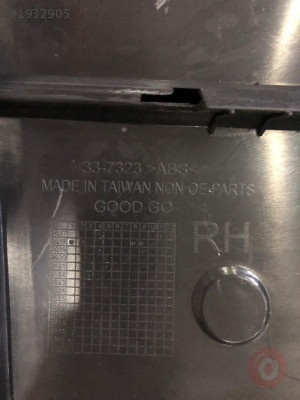 #1932905
33-7323 >ABS<
MADE IN TAIWAN NON-OE-PARTS
GOOD GO
RH